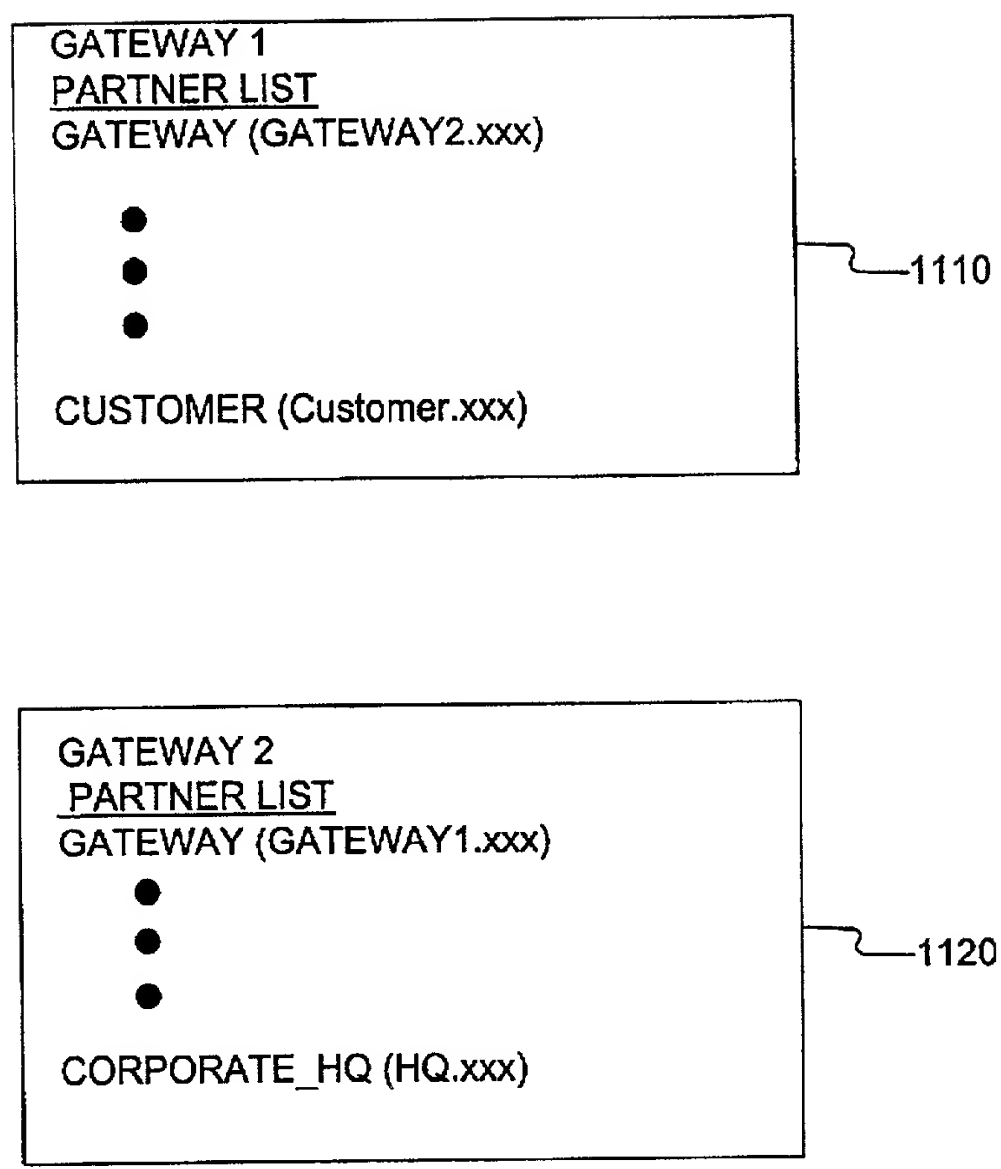 GATEWAY 1
PARTNER LIST
GATEWAY (GATEWAY2.xxx)
CUSTOMER (Customer.xxx)
1110
GATEWAY 2
PARTNER LIST
GATEWAY (GATEWAY1.xxx)
CORPORATE_HQ (HQ.xxx)
1120